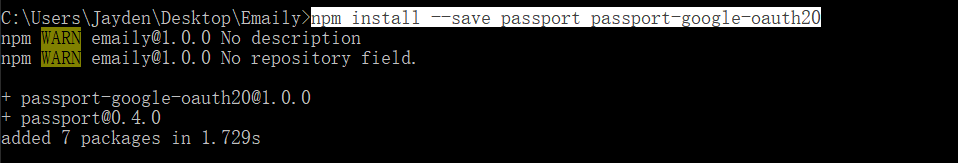 C:\Users\Jayden\Desktop\Emaily>npm install --save passport passport-google-oauth20
npm WARN emaily@1.0.0 No description
npm WARN emaily@1.0.0 No repository field.
+ passport-google-oauth20@1.0.0
+ passport@0.4.0
added 7 packages in 1.729s